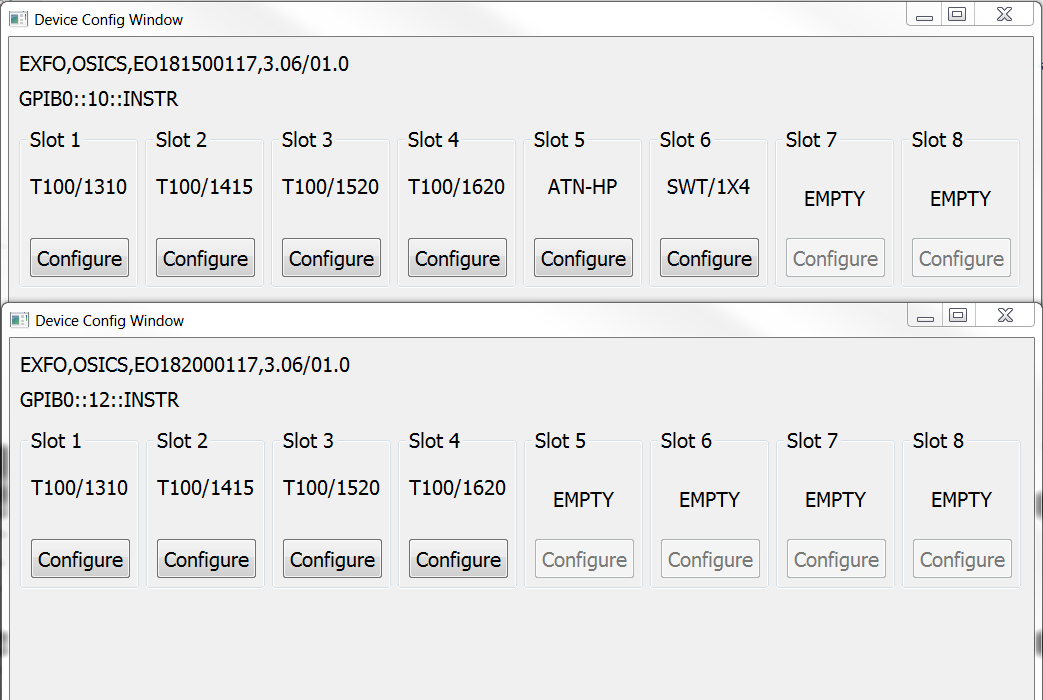 Device Config Window
EXFO,OSICS,EO181500117,3.06/01.0
GPIB0::10::INSTR
Slot 1 Slot 2 Slot 3 Slot 4 Slot 5 Slot 6 Slot 7 Slot 8
T100/1310 T100/1415 T100/1520 T100/1620 ATN-HP SWT/1X4 EMPTY EMPTY
Configure Configure Configure Configure Configure Configure Configure Configure
Device Config Window
EXFO,OSICS,EO182000117,3.06/01.0
GPIB0::12::INSTR
Slot 1 Slot 2 Slot 3 Slot 4 Slot 5 Slot 6 Slot 7 Slot 8
T100/1310 T100/1415 T100/1520 T100/1620 EMPTY EMPTY EMPTY EMPTY
Configure Configure Configure Configure Configure Configure Configure Configure